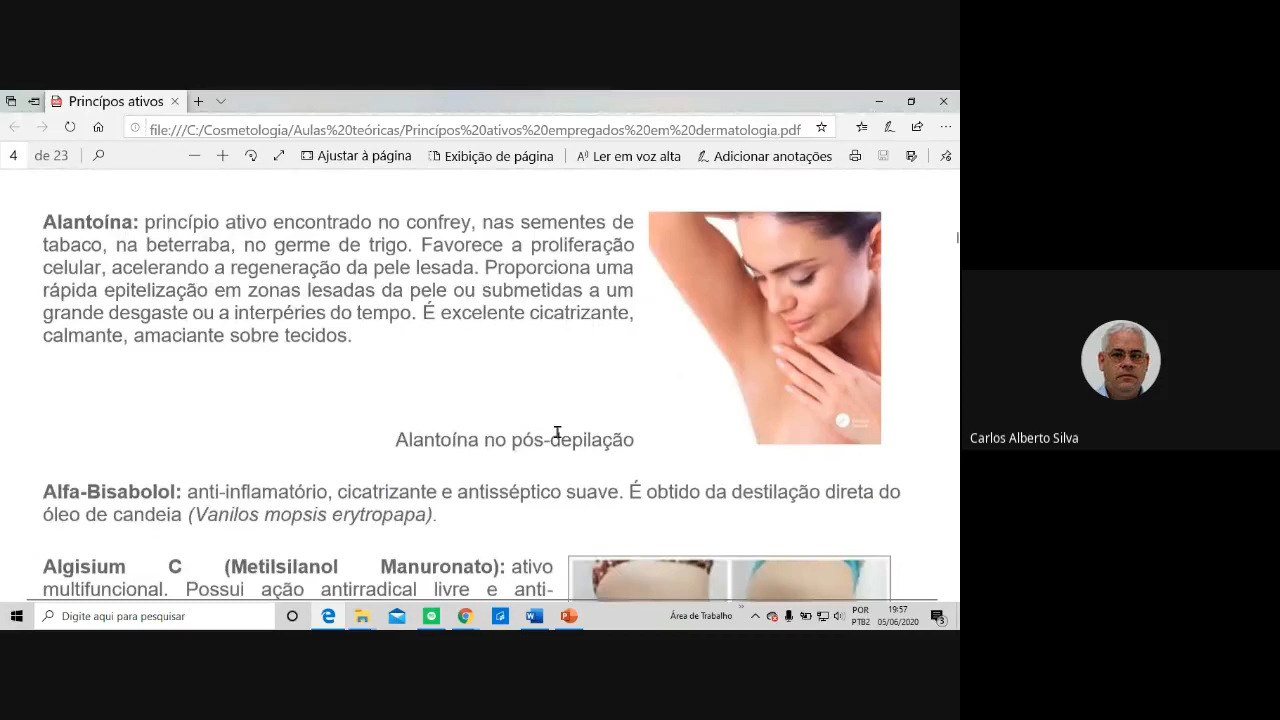 Princípos ativos
file:///C:/Cosmetologia/Aulas%20teóricas/Princípos%20ativos%20empregados%20em%20dermatologia.pdf
4 de 23
Ajustar à página
Exibição de página
Ler em voz alta
Adicionar anotações
Alantoína: princípio ativo encontrado no confrey, nas sementes de
tabaco, na beterraba, no germe de trigo. Favorece a proliferação
celular, acelerando a regeneração da pele lesada. Proporciona uma
rápida epitelização em zonas lesadas da pele ou submetidas a um
grande desgaste ou a interpéries do tempo. É excelente cicatrizante,
calmante, amaciante sobre tecidos.
Alantoína no pós-depilação
Alfa-Bisabolol: anti-inflamatório, cicatrizante e antisséptico suave. É obtido da destilação direta do
óleo de candeia (Vanilos mopsis erytropapa).
Algisium C (Metilsilanol Manuronato): ativo
multifuncional. Possui ação antirradical livre e anti-
Carlos Alberto Silva
Digite aqui para pesquisar
Área de Trabalho
POR
PTB2
19:57
05/06/2020
3